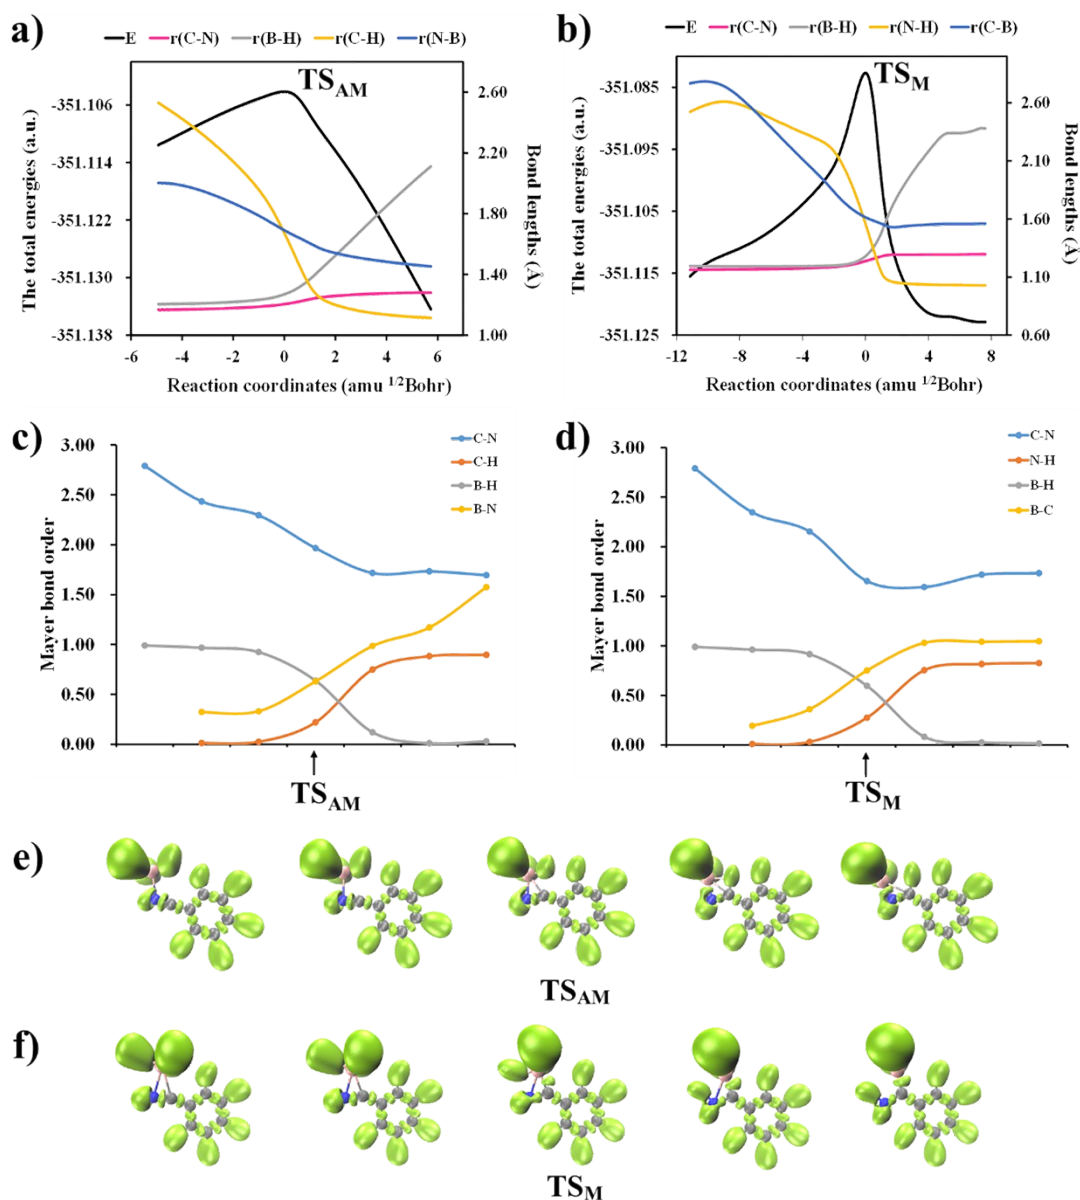 a)
E r(C-N) r(B-H) r(C-H) r(N-B)
TSAM
The total energies (a.u.)
-351.106
-351.114
-351.122
-351.130
-351.138
2.60
2.20
1.80
1.40
1.00
Bond lengths (Å)
-6 -4 -2 0 2 4 6
Reaction coordinates (amu 1/2Bohr)
b)
E r(C-N) r(B-H) r(N-H) r(C-B)
TSM
The total energies (a.u.)
-351.085
-351.095
-351.105
-351.115
-351.125
2.60
2.10
1.60
1.10
0.60
Bond lengths (Å)
-12 -8 -4 0 4 8
Reaction coordinates (amu 1/2Bohr)
c)
Mayer bond order
3.00
2.50
2.00
1.50
1.00
0.50
0.00
C-N
C-H
B-H
B-N
TSAM
d)
Mayer bond order
3.00
2.50
2.00
1.50
1.00
0.50
0.00
C-N
N-H
B-H
B-C
TSM
e)
TSAM
f)
TSM